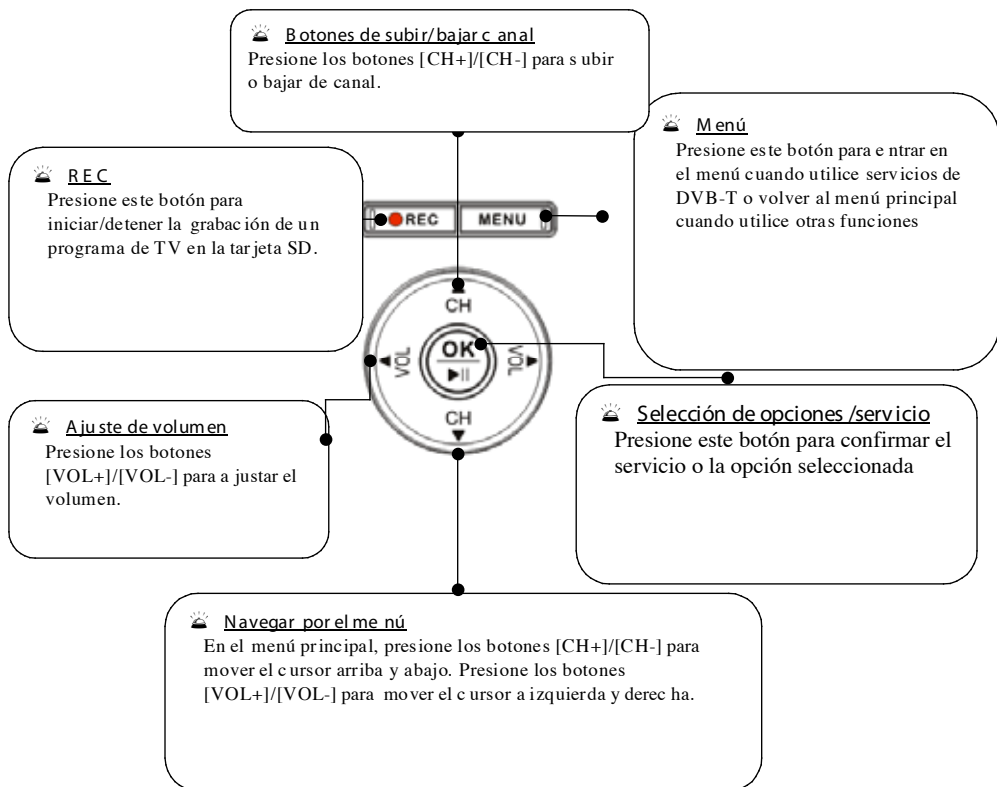 Botones de subir/bajar canal
Presione los botones [CH+]/[CH-] para subir
o bajar de canal.
Menú
Presione este botón para entrar en
el menú cuando utilice servicios de
DVB-T o volver al menú principal
cuando utilice otras funciones
REC
Presione este botón para
iniciar/detener la grabación de un
programa de TV en la tarjeta SD.
REC MENU
CH
VOL OK VOL
CH
Ajuste de volumen
Presione los botones
[VOL+]/[VOL-] para ajustar el
volumen.
Selección de opciones /servicio
Presione este botón para confirmar el
servicio o la opción seleccionada
Navegar por el menú
En el menú principal, presione los botones [CH+]/[CH-] para
mover el cursor arriba y abajo. Presione los botones
[VOL+]/[VOL-] para mover el cursor a izquierda y derecha.